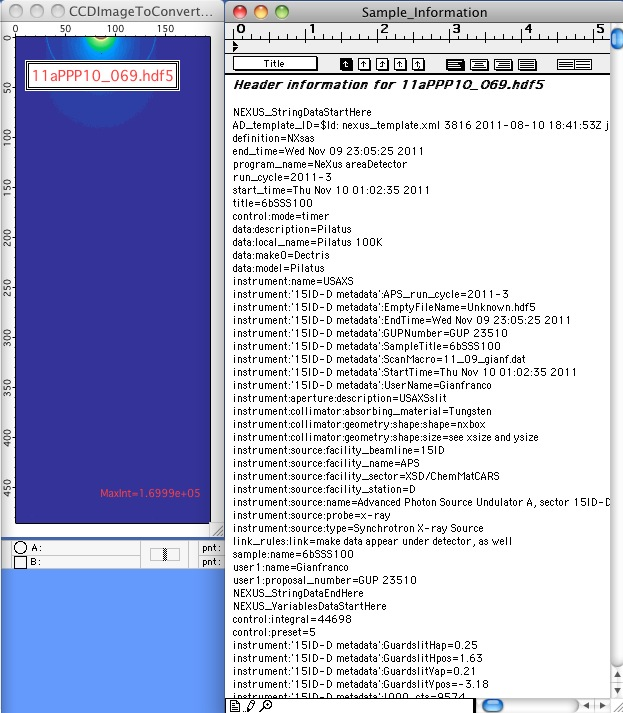 CCDImageToConvert...
0 50 100 150
0
50
100
150
200
250
300
350
400
450
11aPPP10_069.hdf5
MaxInt=1.6999e+05
A:
B:
pnt:
pnt:
Sample_Information
0 1 2 3 4 5
Title
Header information for 11aPPP10_069.hdf5
NEXUS_StringDataStartHere
AD_template_ID=$Id: nexus_template.xml 3816 2011-08-10 18:41:53Z j
definition=NXsas
end_time=Wed Nov 09 23:05:25 2011
program_name=NeXus areaDetector
run_cycle=2011-3
start_time=Thu Nov 10 01:02:35 2011
title=6bSSS100
control:mode=timer
data:description=Pilatus
data:local_name=Pilatus 100K
data:make0=Dectris
data:model=Pilatus
instrument:name=USAXS
instrument:'15ID-D metadata':APS_run_cycle=2011-3
instrument:'15ID-D metadata':EmptyFileName=Unknown.hdf5
instrument:'15ID-D metadata':EndTime=Wed Nov 09 23:05:25 2011
instrument:'15ID-D metadata':GUPNumber=GUP 23510
instrument:'15ID-D metadata':SampleTitle=6bSSS100
instrument:'15ID-D metadata':ScanMacro=11_09_gianf.dat
instrument:'15ID-D metadata':StartTime=Thu Nov 10 01:02:35 2011
instrument:'15ID-D metadata':UserName=Gianfranco
instrument:aperture:description=USAXSslit
instrument:collimator:absorbing_material=Tungsten
instrument:collimator:geometry:shape:shape=nxbox
instrument:collimator:geometry:shape:size=see xsize and ysize
instrument:source:facility_beamline=15ID
instrument:source:facility_name=APS
instrument:source:facility_sector=XSD/ChemMatCARS
instrument:source:facility_station=D
instrument:source:name=Advanced Photon Source Undulator A, sector 15ID-D
instrument:source:probe=x-ray
instrument:source:type=Synchrotron X-ray Source
link_rules:link=make data appear under detector, as well
sample:name=6bSSS100
user1:name=Gianfranco
user1:proposal_number=GUP 23510
NEXUS_StringDataEndHere
NEXUS_VariablesDataStartHere
control:integral=44698
control:preset=5
instrument:'15ID-D metadata':GuardslitHap=0.25
instrument:'15ID-D metadata':GuardslitHpos=1.63
instrument:'15ID-D metadata':GuardslitVap=0.21
instrument:'15ID-D metadata':GuardslitVpos=-3.18
instrument:'15ID-D metadata':I000_cts=9574